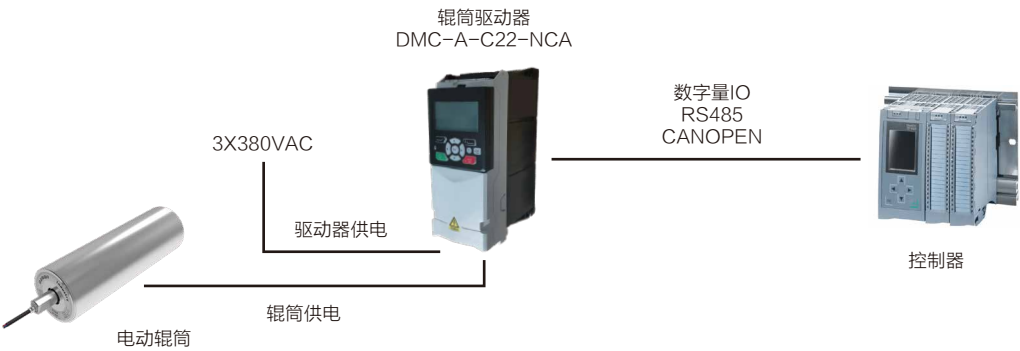 辊筒驱动器
DMC-A-C22-NCA
数字量IO
RS485
CANOPEN
3X380VAC
驱动器供电
控制器
辊筒供电
电动辊筒